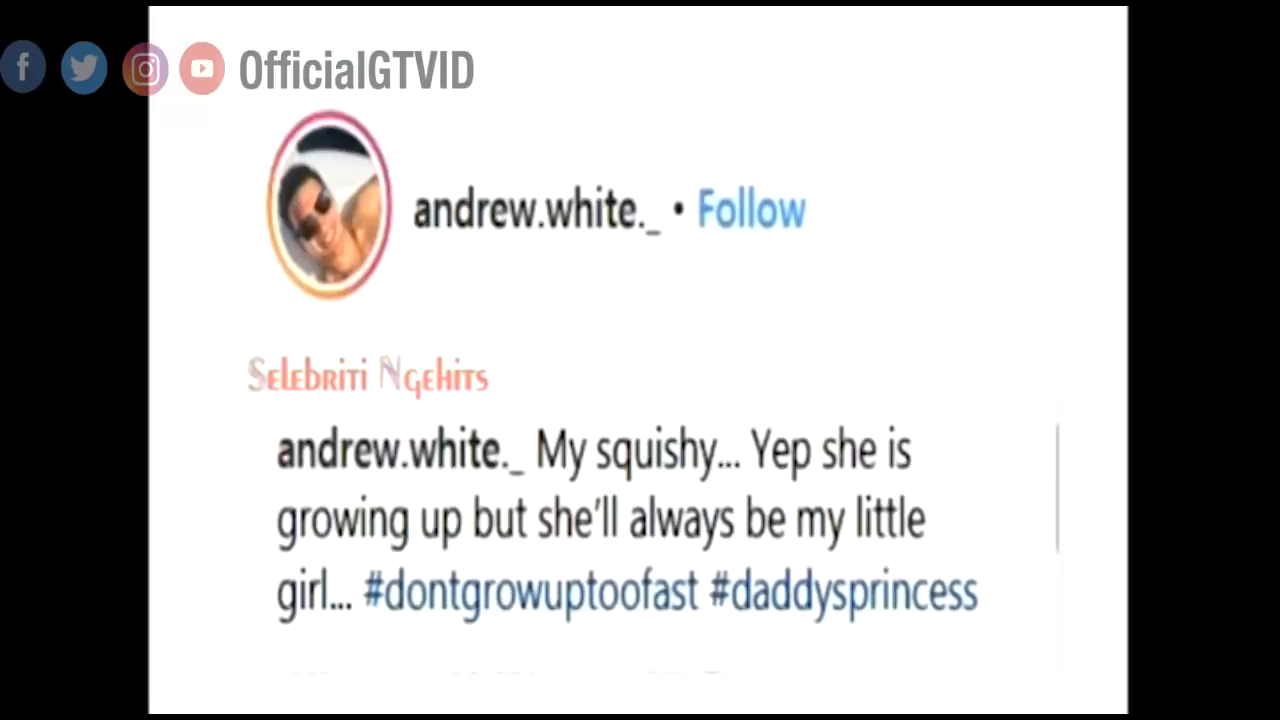 OfficialGTVID
andrew.white._ • Follow
Selebriti Ngehits
andrew.white._ My squishy... Yep she is
growing up but she'll always be my little
girl... #dontgrowuptoofast #daddysprincess